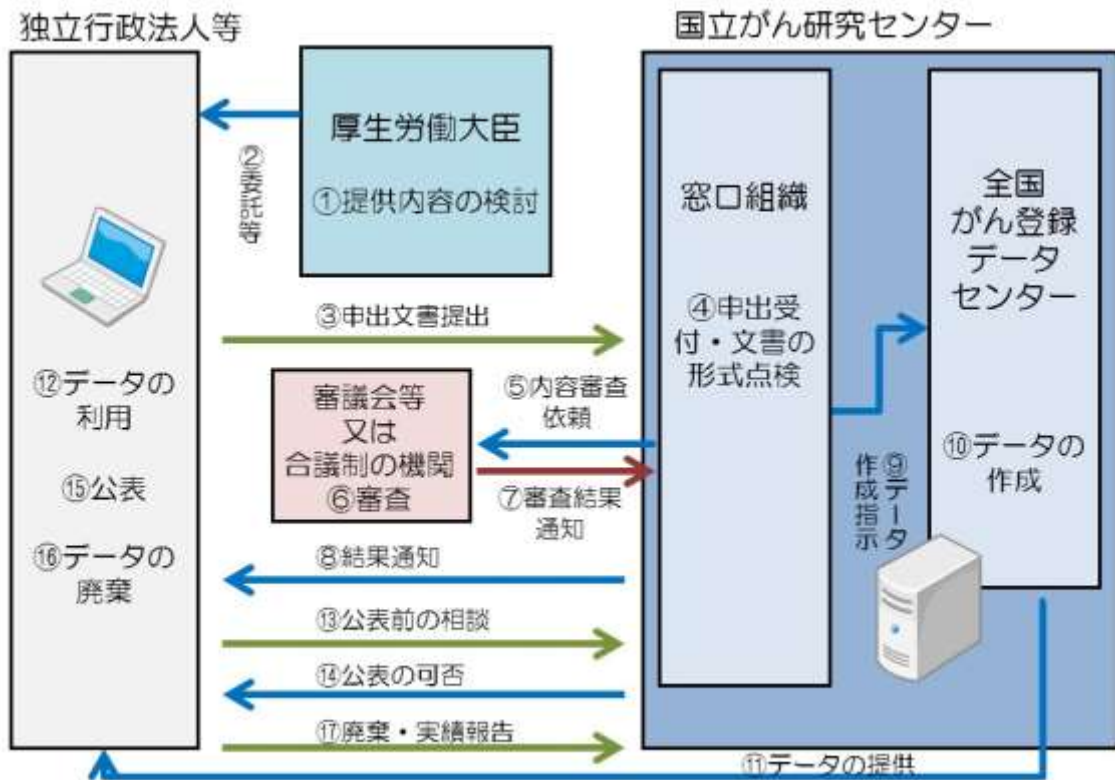 独立行政法人等
国立がん研究センター
厚生労働大臣
①提供内容の検討
②委託等
③申出文書提出
窓口組織
④申出受
付・文書の
形式点検
全国
がん登録
データ
センター
⑤内容審査
依頼
審議会等
又は
合議制の機関
⑥審査
⑦審査結果
通知
⑧結果通知
⑨データ
作成指示
⑩データの
作成
⑫データの
利用
⑮公表
⑯データの
廃棄
⑬公表前の相談
⑭公表の可否
⑰廃棄・実績報告
⑪データの提供